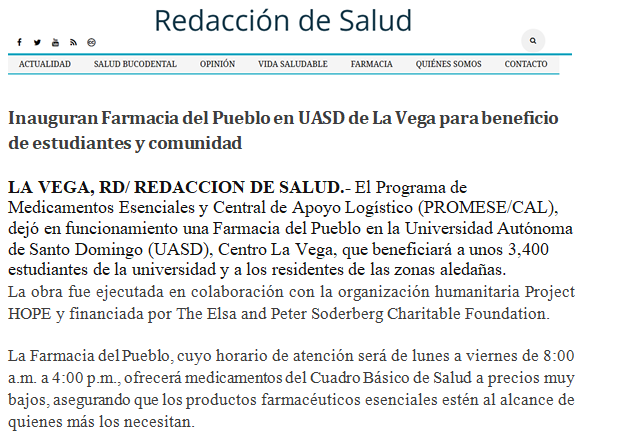 Redacción de Salud
ACTUALIDAD SALUD BUCODENTAL OPINIÓN VIDA SALUDABLE FARMACIA QUIÉNES SOMOS CONTACTO
Inauguran Farmacia del Pueblo en UASD de La Vega para beneficio
de estudiantes y comunidad
LA VEGA, RD/ REDACCION DE SALUD.- El Programa de
Medicamentos Esenciales y Central de Apoyo Logístico (PROMESE/CAL),
dejó en funcionamiento una Farmacia del Pueblo en la Universidad Autónoma
de Santo Domingo (UASD), Centro La Vega, que beneficiará a unos 3,400
estudiantes de la universidad y a los residentes de las zonas aledañas.
La obra fue ejecutada en colaboración con la organización humanitaria Project
HOPE y financiada por The Elsa and Peter Soderberg Charitable Foundation.
La Farmacia del Pueblo, cuyo horario de atención será de lunes a viernes de 8:00
a.m. a 4:00 p.m., ofrecerá medicamentos del Cuadro Básico de Salud a precios muy
bajos, asegurando que los productos farmacéuticos esenciales estén al alcance de
quienes más los necesitan.